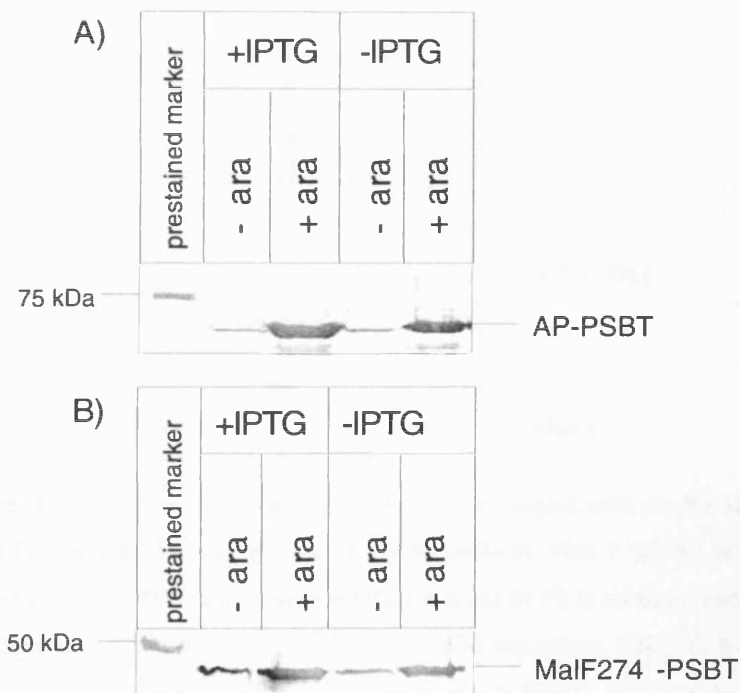 A)
+IPTG -IPTG
prestained marker
- ara
+ ara
- ara
+ ara
75 kDa
AP-PSBT
B)
+IPTG -IPTG
prestained marker
- ara
+ ara
- ara
+ ara
50 kDa
MalF274 -PSBT